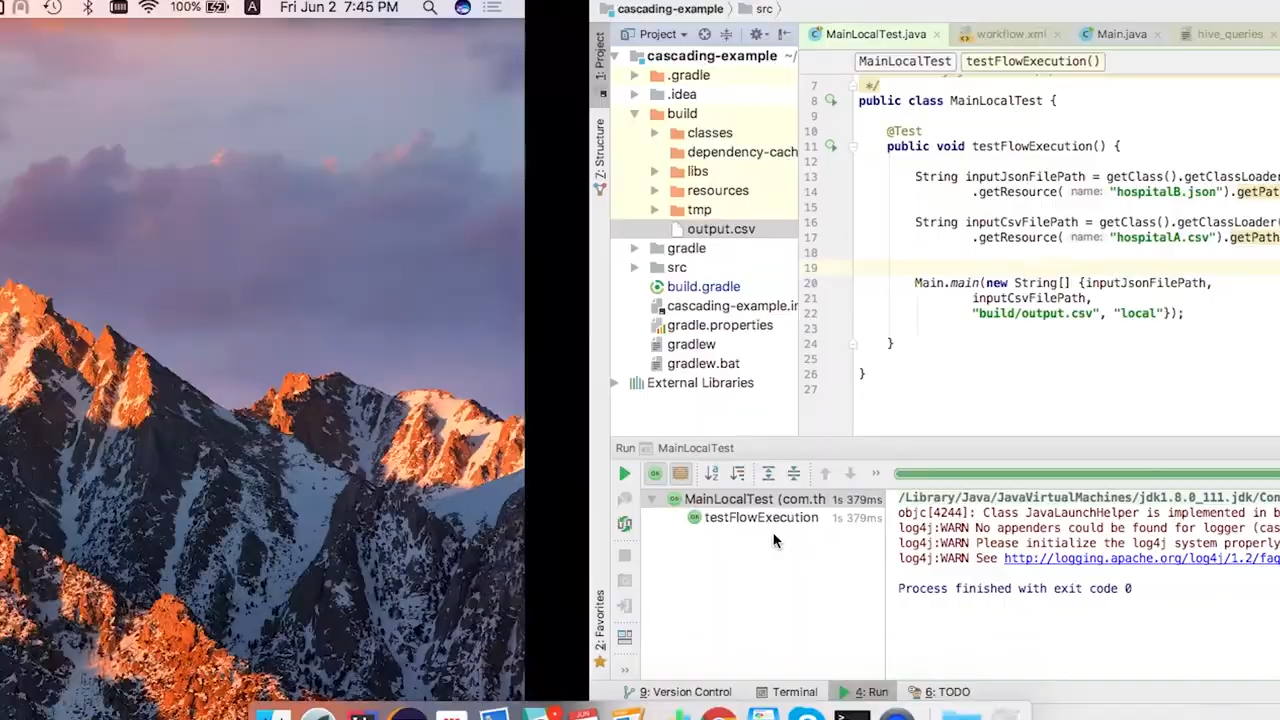 100% A Fri Jun 2 7:45 PM
cascading-example src
Project MainLocalTest.java workflow.xml Main.java hive_queries
1: Project
Z: Structure
2: Favorites
cascading-example ~/
.gradle
.idea
build
classes
dependency-cach
libs
resources
tmp
output.csv
gradle
src
build.gradle
cascading-example.im
gradle.properties
gradlew
gradlew.bat
External Libraries
MainLocalTest testFlowExecution()
7 */
8 public class MainLocalTest {
9
10 @Test
11 public void testFlowExecution() {
12
13 String inputJsonFilePath = getClass().getClassLoader
14 .getResource( name: "hospitalB.json").getPat
15
16 String inputCsvFilePath = getClass().getClassLoader(
17 .getResource( name: "hospitalA.csv").getPath
18
19
20 Main.main(new String[] {inputJsonFilePath,
21 inputCsvFilePath,
22 "build/output.csv", "local"});
23
24 }
25
26 }
27
Run MainLocalTest
MainLocalTest (com.th 1s 379ms
testFlowExecution 1s 379ms
/Library/Java/JavaVirtualMachines/jdk1.8.0_111.jdk/Con
objc[4244]: Class JavaLaunchHelper is implemented in b
log4j:WARN No appenders could be found for logger (cas
log4j:WARN Please initialize the log4j system properly
log4j:WARN See http://logging.apache.org/log4j/1.2/faq
Process finished with exit code 0
9: Version Control Terminal 4: Run 6: TODO